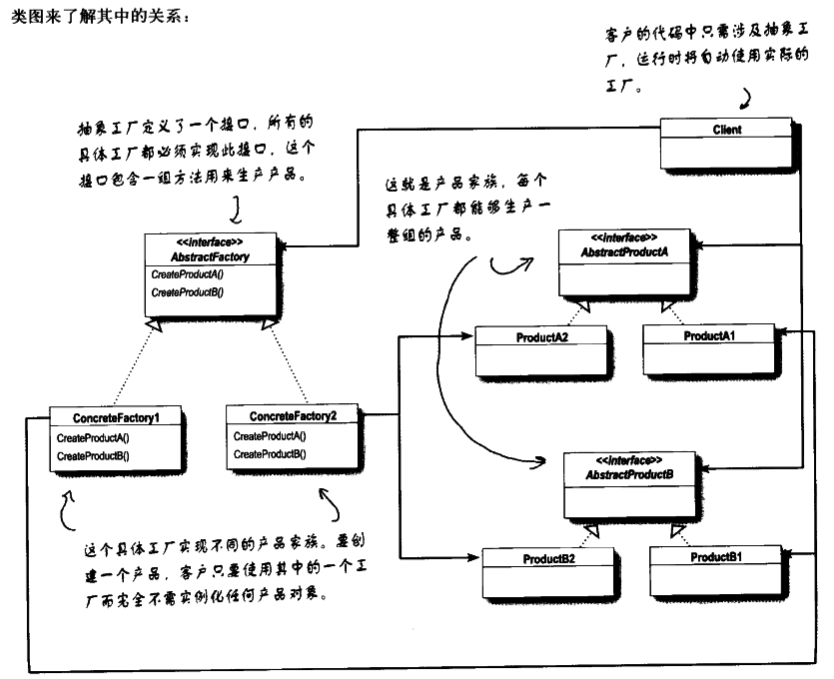 类图来了解其中的关系：
客户的代码中只需涉及抽象工
厂，运行时将自动使用实际的
工厂。
抽象工厂定义了一个接口，所有的
具体工厂都必须实现此接口，这个
接口包含一组方法用来生产产品。
Client
这就是产品家族，每个
具体工厂都能够生产一
整组的产品。
<<interface>>
AbstractFactory
CreateProductA()
CreateProductB()
<<interface>>
AbstractProductA
ProductA2
ProductA1
ConcreteFactory1
CreateProductA()
CreateProductB()
ConcreteFactory2
CreateProductA()
CreateProductB()
<<interface>>
AbstractProductB
ProductB2
ProductB1
这个具体工厂实现不同的产品家族。要创
建一个产品，客户只要使用其中的一个工
厂而完全不需实例化任何产品对象。